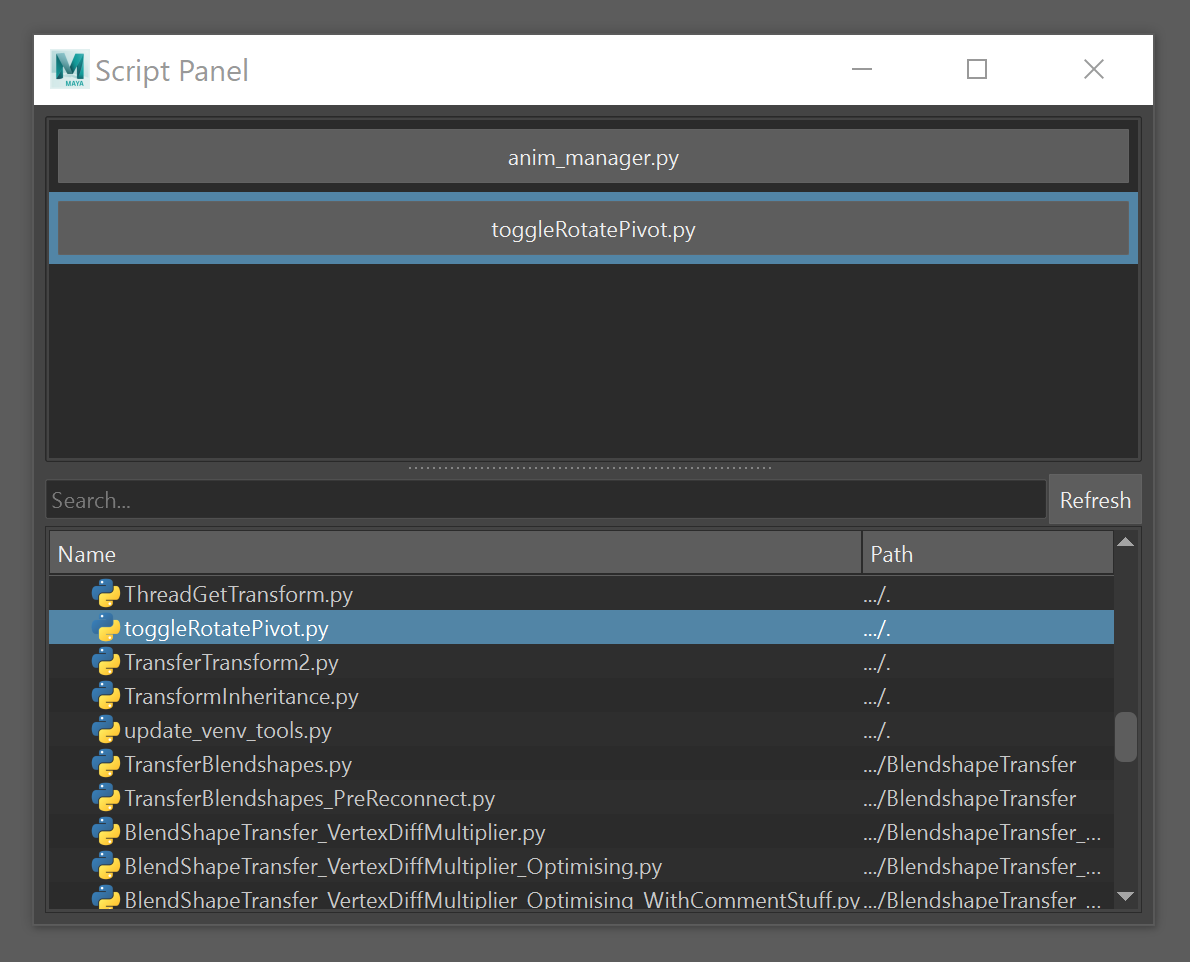 MAYA Script Panel
anim_manager.py
toggleRotatePivot.py
Search...
Refresh
Name Path
ThreadGetTransform.py .../.
toggleRotatePivot.py .../.
TransferTransform2.py .../.
TransformInheritance.py .../.
update_venv_tools.py .../.
TransferBlendshapes.py .../BlendshapeTransfer
TransferBlendshapes_PreReconnect.py .../BlendshapeTransfer
BlendShapeTransfer_VertexDiffMultiplier.py .../BlendshapeTransfer_...
BlendShapeTransfer_VertexDiffMultiplier_Optimising.py .../BlendshapeTransfer_...
BlendShapeTransfer_VertexDiffMultiplier_Optimising_WithCommentStuff.py .../BlendshapeTransfer_...